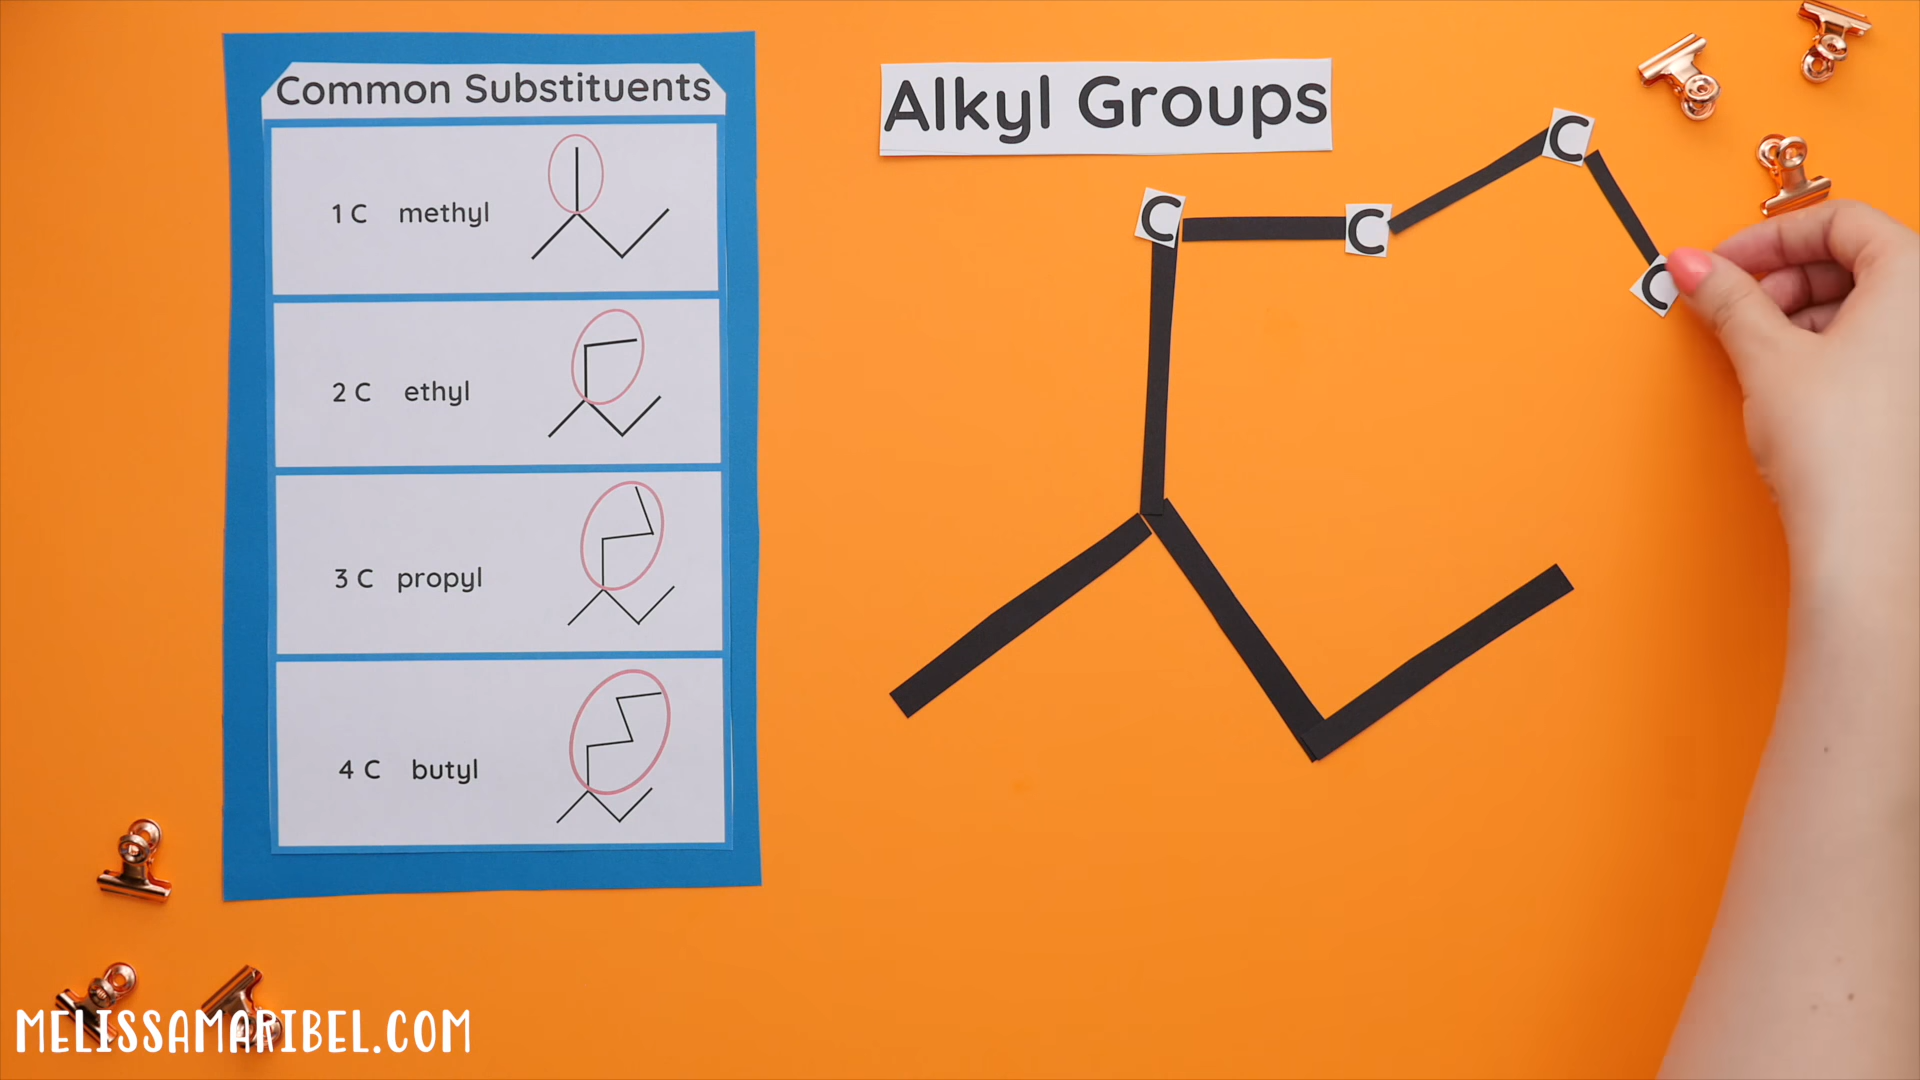 Common Substituents
1 C methyl
2 C ethyl
3 C propyl
4 C butyl
Alkyl Groups
C
C
C
C
MELISSAMARIBEL.COM